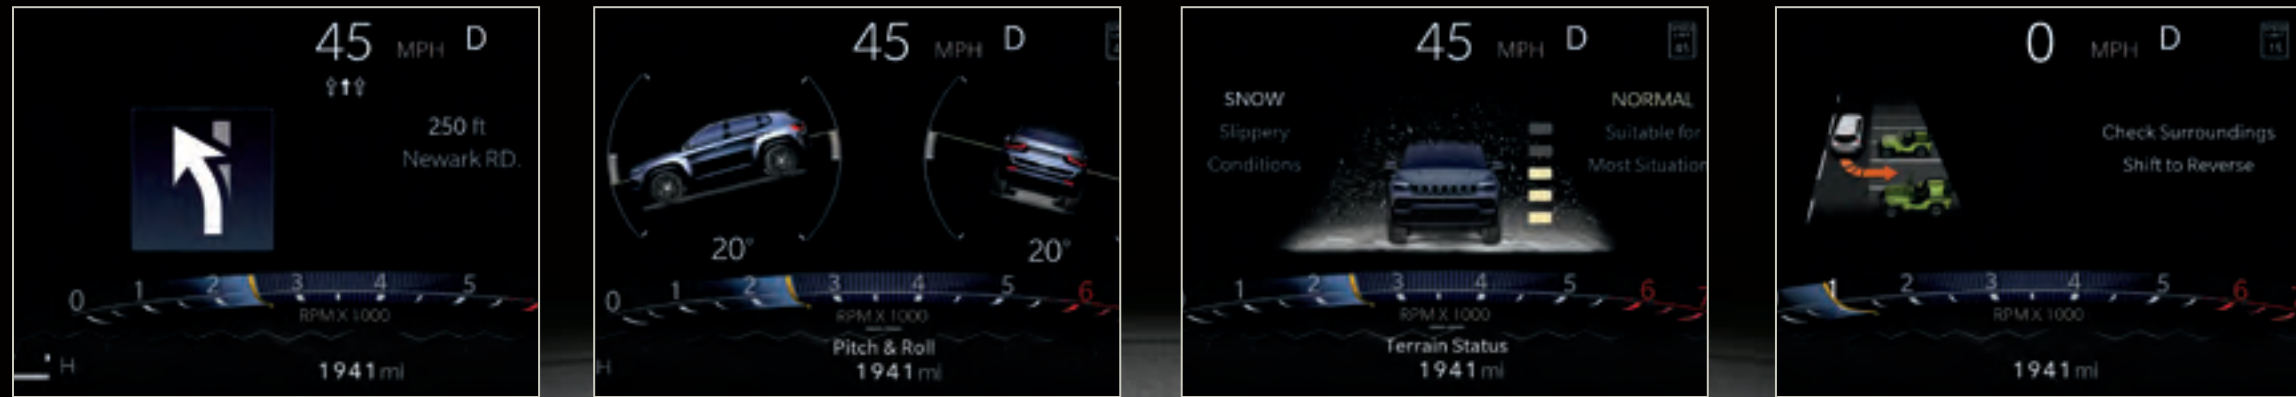 45 MPH D
250 ft
Newark RD.
0 1 2 3 4 5
RPM X 1000
H
1941 mi
45 MPH D
20° 20°
0 1 2 3 4 5 6
RPM X 1000
Pitch & Roll
H
1941 mi
45 MPH D
SNOW
Slippery
Conditions
NORMAL
Suitable for
Most Situation
1 2 3 4 5 6 7
RPM X 1000
Terrain Status
1941 mi
0 MPH D
Check Surroundings
Shift to Reverse
1 2 3 4 5 6
RPM X 1000
1941 mi